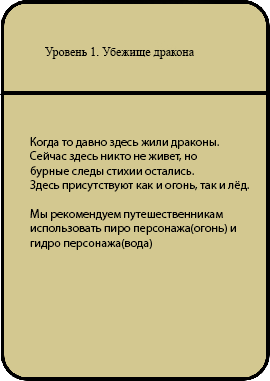 Уровень 1. Убежище дракона
Когда то давно здесь жили драконы.
Сейчас здесь никто не живет, но
бурные следы стихии остались.
Здесь присутствуют как и огонь, так и лёд.
Мы рекомендуем путешественникам
использовать пиро персонажа(огонь) и
гидро персонажа(вода)